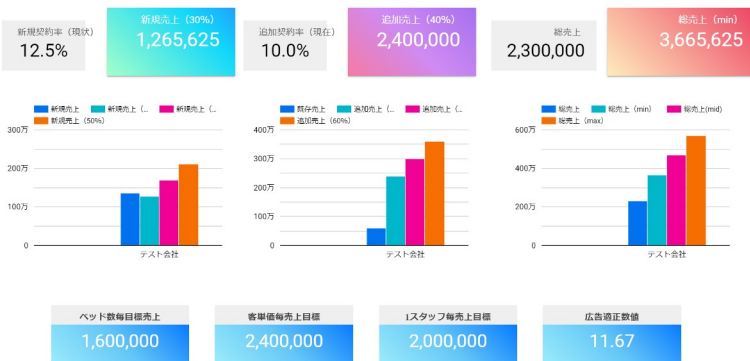 新規契約率（現状）
12.5%
新規売上（30%）
1,265,625
追加契約率（現在）
10.0%
追加売上（40%）
2,400,000
総売上
2,300,000
総売上（min）
3,665,625
新規売上 新規売上（... 新規売上（...
新規売上（50%）
300万
200万
100万
0
テスト会社
既存売上 追加売上（... 追加売上（...
追加売上（60%）
400万
300万
200万
100万
0
テスト会社
総売上 総売上（min） 総売上(mid)
総売上（max）
600万
400万
200万
0
テスト会社
ベッド数毎目標売上
1,600,000
客単価毎売上目標
2,400,000
1スタッフ毎売上目標
2,000,000
広告適正数値
11.67